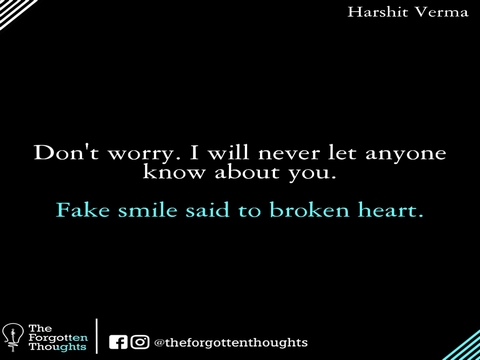 Harshit Verma
Don't worry. I will never let anyone
know about you.
Fake smile said to broken heart.
The
Forgotten
Thoughts
@theforgottenthoughts